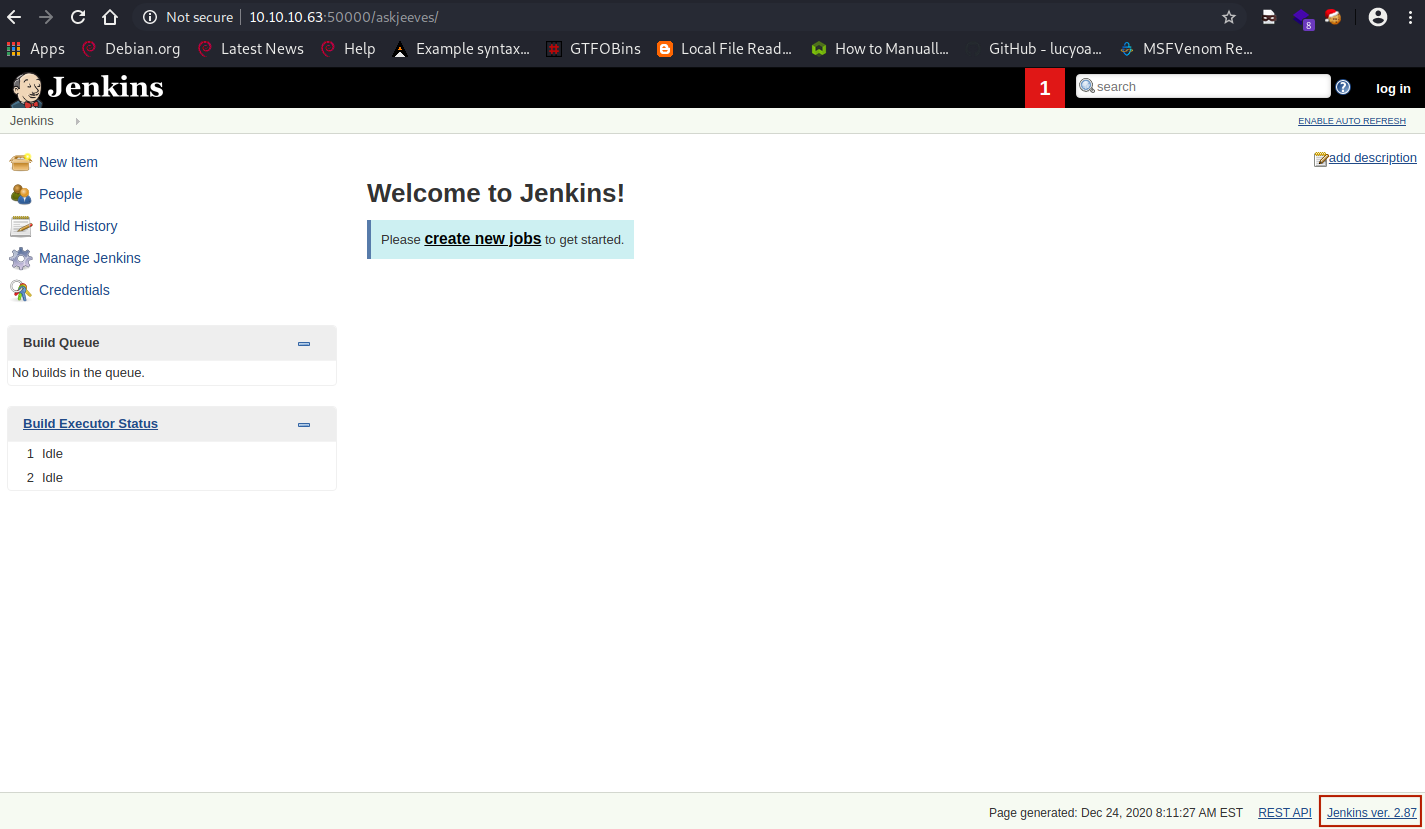 Not secure 10.10.10.63:50000/askjeeves/
8
Apps Debian.org Latest News Help Example syntax... GTFOBins Local File Read... How to Manuall... GitHub - lucyoa... MSFVenom Re...
Jenkins 1 search ? log in
Jenkins ENABLE AUTO REFRESH
New Item
People
Build History
Manage Jenkins
Credentials
add description
Welcome to Jenkins!
Please create new jobs to get started.
Build Queue
No builds in the queue.
Build Executor Status
1 Idle
2 Idle
Page generated: Dec 24, 2020 8:11:27 AM EST REST API Jenkins ver. 2.87